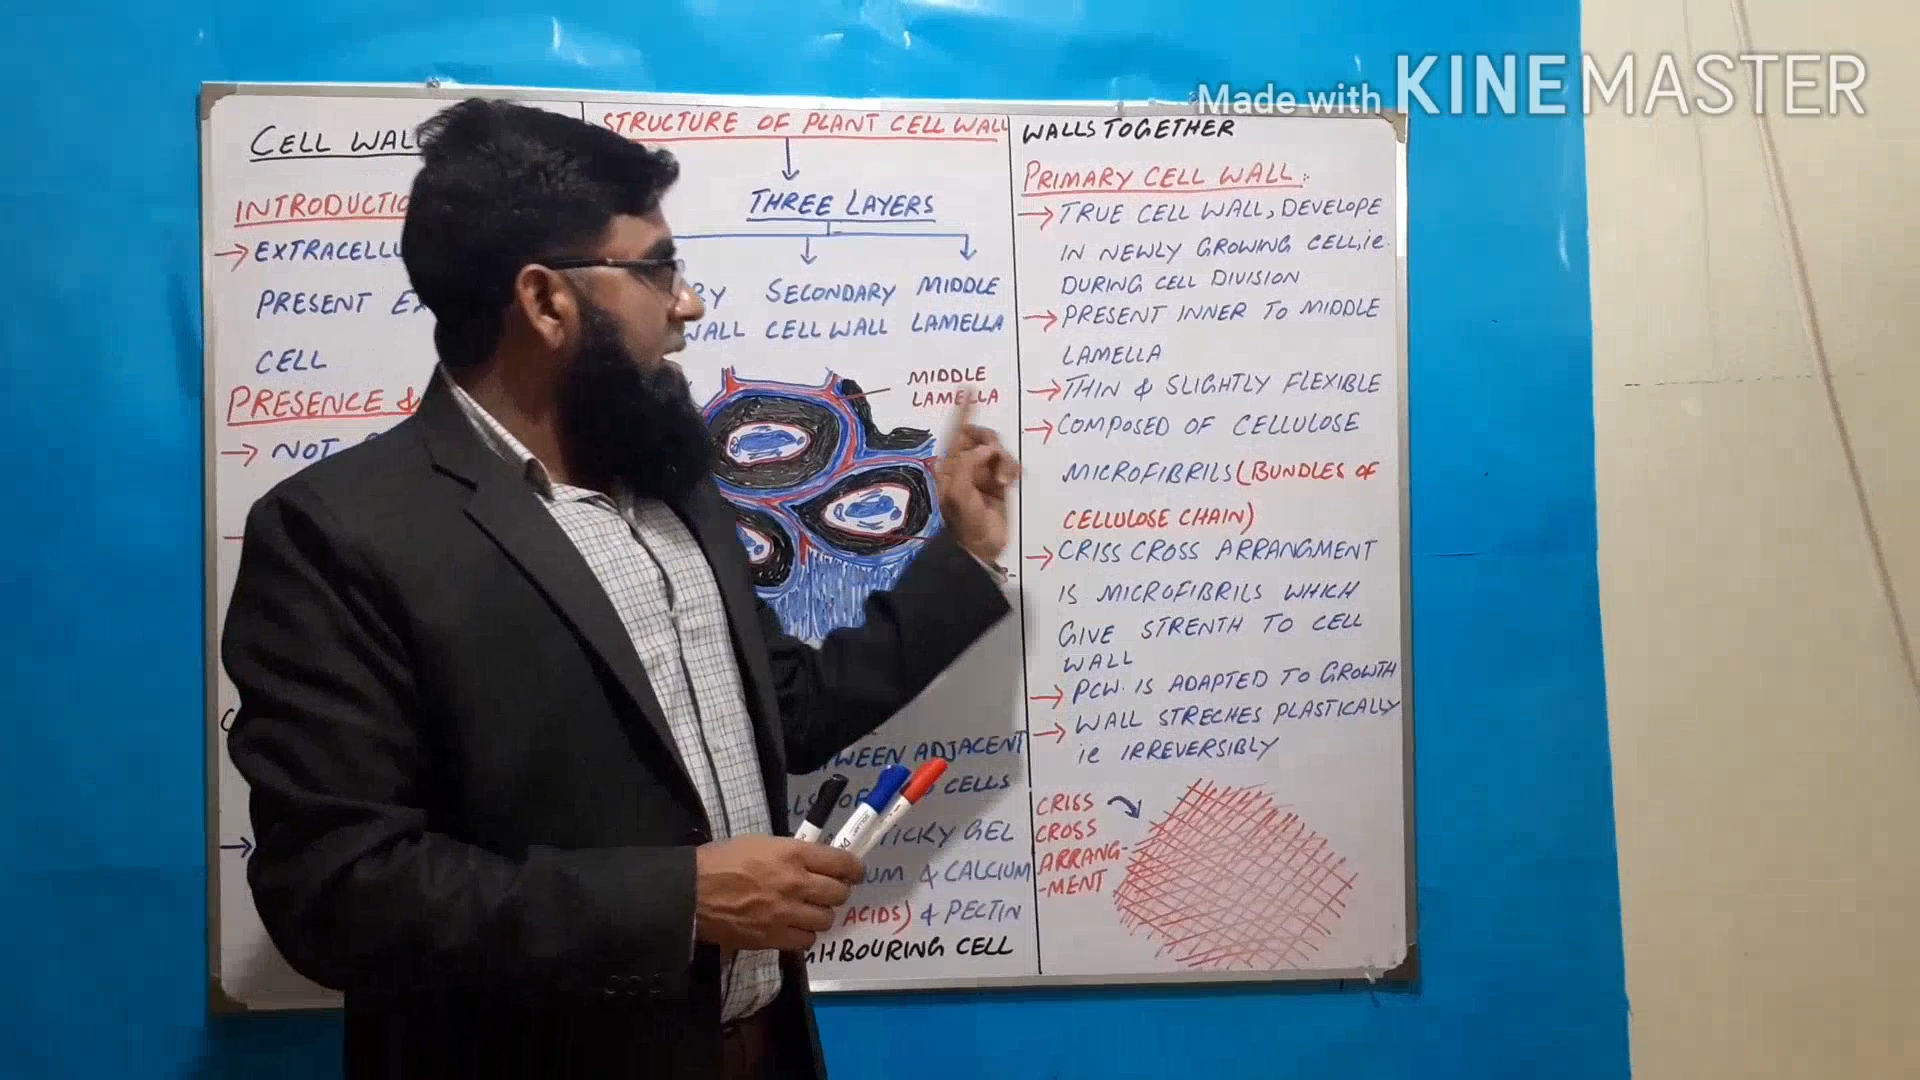 Made with KINEMASTER
CELL WALL
INTRODUCTIO
→ EXTRACELLU
PRESENT EX
CELL
PRESENCE &
→ NOT
STRUCTURE OF PLANT CELL WALL
THREE LAYERS
RY SECONDARY MIDDLE
WALL CELL WALL LAMELLA
MIDDLE
LAMELLA
WEEN ADJACENT
OF CELLS
TICKY GEL
UM & CALCIUM
ACIDS) & PECTIN
GHBOURING CELL
WALLS TOGETHER
PRIMARY CELL WALL :
→ TRUE CELL WALL, DEVELOPE
IN NEWLY GROWING CELL, ie.
DURING CELL DIVISION
→ PRESENT INNER TO MIDDLE
LAMELLA
→ THIN & SLIGHTLY FLEXIBLE
→ COMPOSED OF CELLULOSE
MICROFIBRILS (BUNDLES OF
CELLULOSE CHAIN)
→ CRISS CROSS ARRANGMENT
IS MICROFIBRILS WHICH
GIVE STRENTH TO CELL
WALL
→ PCW. IS ADAPTED TO GROWTH
→ WALL STRECHES PLASTICALLY
ie IRREVERSIBLY
CRISS
CROSS
ARRANG-
-MENT